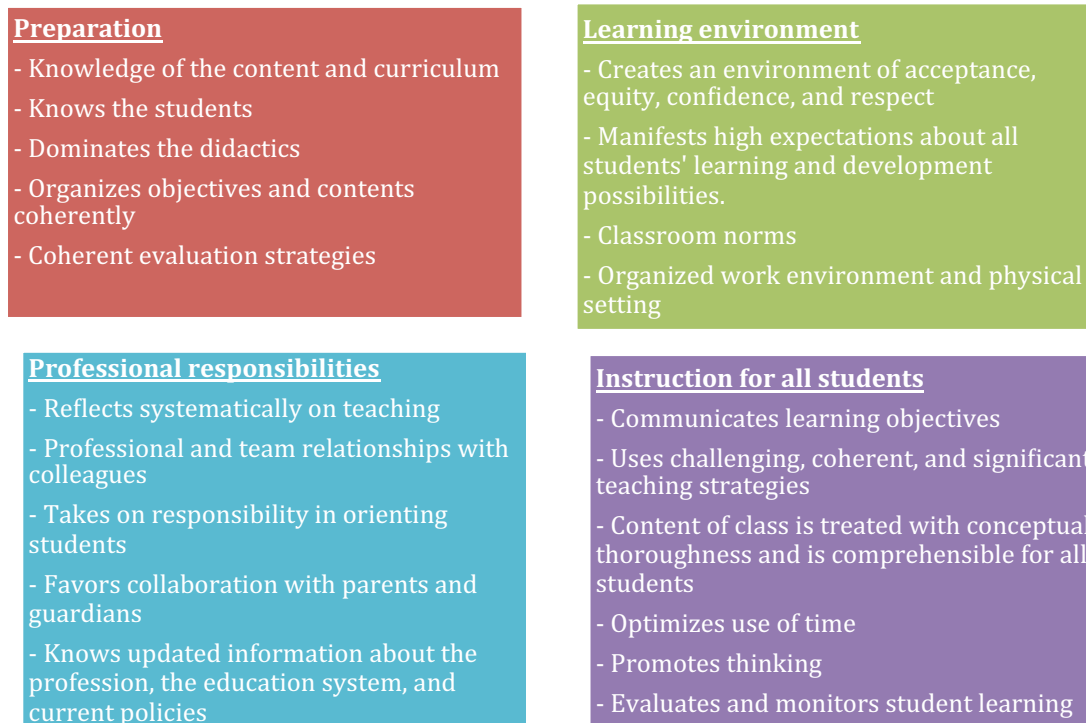 Preparation
- Knowledge of the content and curriculum
- Knows the students
- Dominates the didactics
- Organizes objectives and contents
coherently
- Coherent evaluation strategies
Learning environment
- Creates an environment of acceptance,
equity, confidence, and respect
- Manifests high expectations about all
students' learning and development
possibilities.
- Classroom norms
- Organized work environment and physical
setting
Professional responsibilities
- Reflects systematically on teaching
- Professional and team relationships with
colleagues
- Takes on responsibility in orienting
students
- Favors collaboration with parents and
guardians
- Knows updated information about the
profession, the education system, and
current policies
Instruction for all students
- Communicates learning objectives
- Uses challenging, coherent, and significant
teaching strategies
- Content of class is treated with conceptual
thoroughness and is comprehensible for all
students
- Optimizes use of time
- Promotes thinking
- Evaluates and monitors student learning